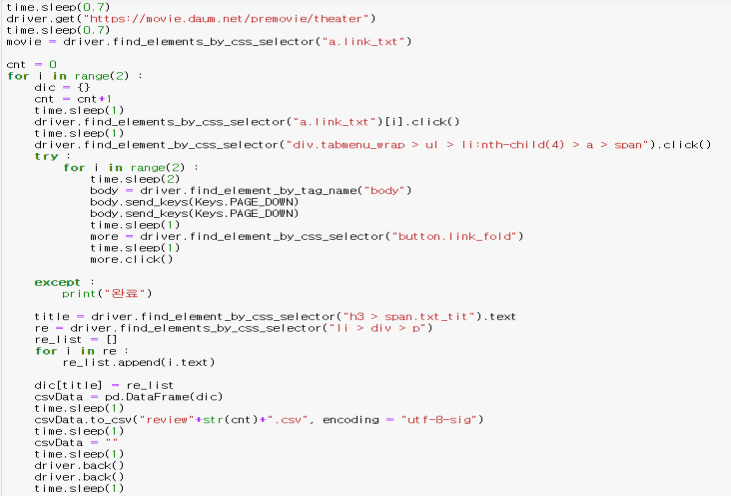 time.sleep(0.7)
driver.get("https://movie.daum.net/premovie/theater")
time.sleep(0.7)
movie = driver.find_elements_by_css_selector("a.link_txt")

cnt = 0
for i in range(2) :
    dic = {}
    cnt = cnt+1
    time.sleep(1)
    driver.find_elements_by_css_selector("a.link_txt")[i].click()
    time.sleep(1)
    driver.find_element_by_css_selector("div.tabmenu_wrap > ul > li:nth-child(4) > a > span").click()
    try :
        for i in range(2) :
            time.sleep(2)
            body = driver.find_element_by_tag_name("body")
            body.send_keys(Keys.PAGE_DOWN)
            body.send_keys(Keys.PAGE_DOWN)
            time.sleep(1)
            more = driver.find_element_by_css_selector("button.link_fold")
            time.sleep(1)
            more.click()

    except :
        print("완료")

    title = driver.find_element_by_css_selector("h3 > span.txt_tit").text
    re = driver.find_elements_by_css_selector("li > div > p")
    re_list = []
    for i in re :
        re_list.append(i.text)

    dic[title] = re_list
    csvData = pd.DataFrame(dic)
    time.sleep(1)
    csvData.to_csv("review"+str(cnt)+".csv", encoding = "utf-8-sig")
    time.sleep(1)
    csvData = ""
    time.sleep(1)
    driver.back()
    driver.back()
    time.sleep(1)